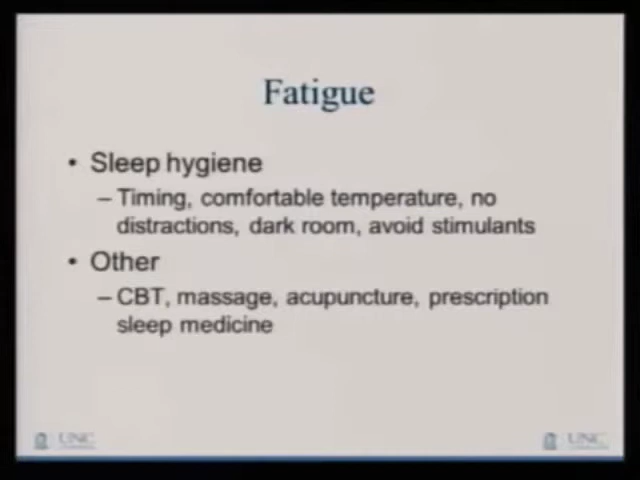 Fatigue
• Sleep hygiene
– Timing, comfortable temperature, no
distractions, dark room, avoid stimulants
• Other
– CBT, massage, acupuncture, prescription
sleep medicine
UNC
UNC